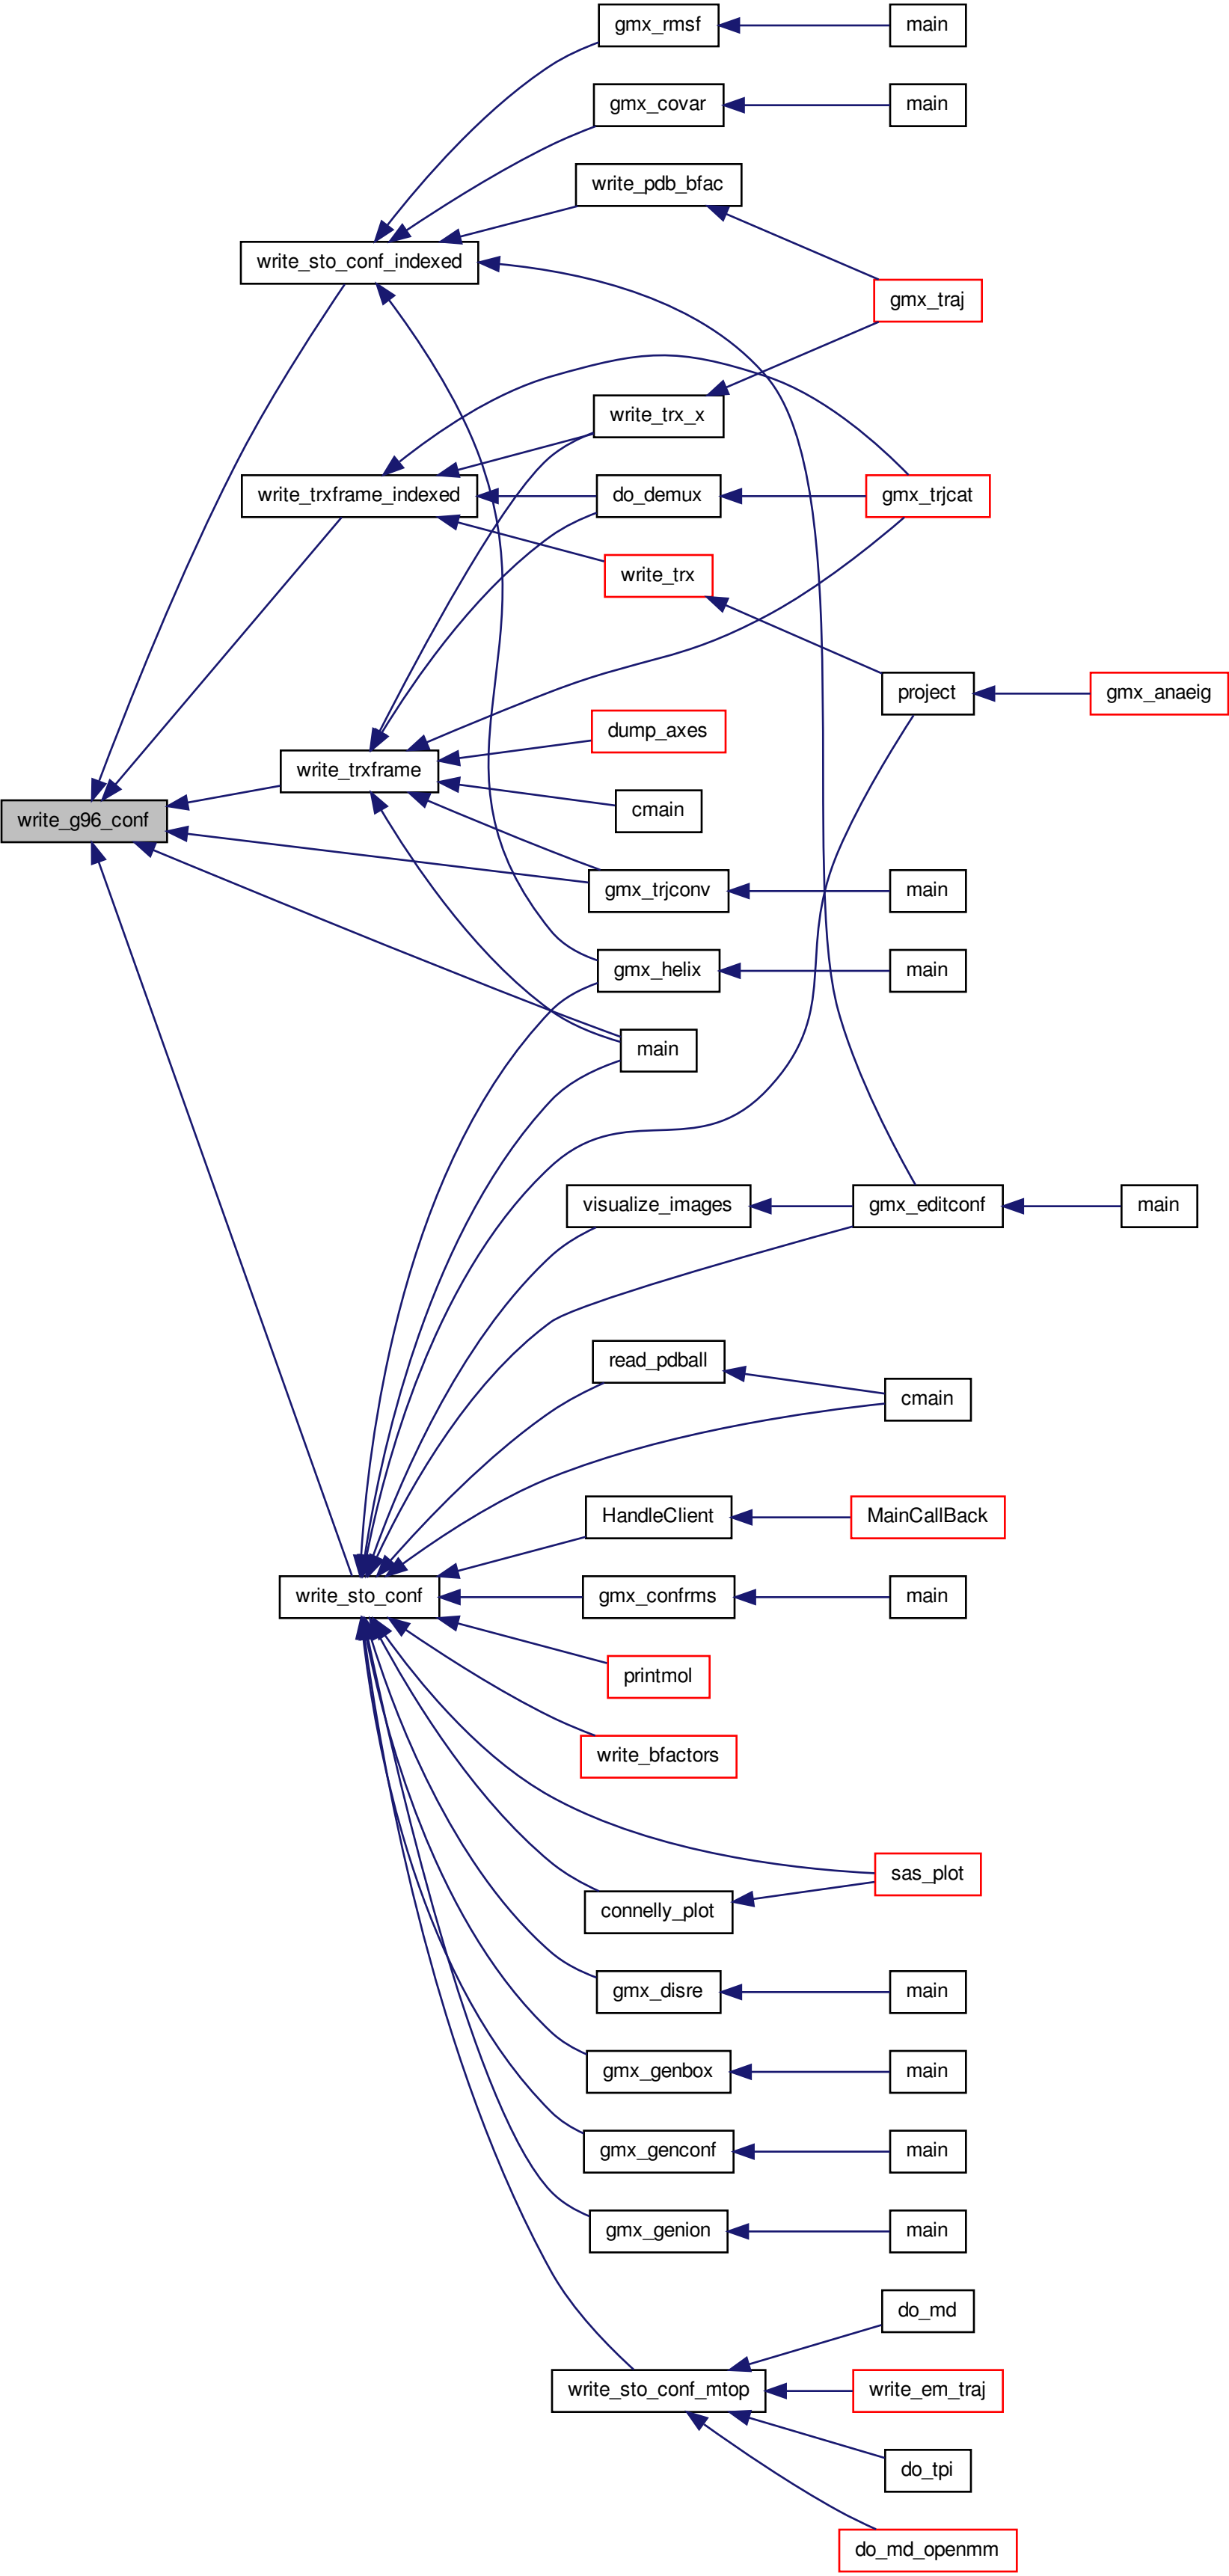 gmx_rmsf
main
gmx_covar
main
write_pdb_bfac
write_sto_conf_indexed
gmx_traj
write_trx_x
write_trxframe_indexed
do_demux
gmx_trjcat
write_trx
project
gmx_anaeig
dump_axes
write_trxframe
cmain
write_g96_conf
gmx_trjconv
main
gmx_helix
main
main
visualize_images
gmx_editconf
main
read_pdball
cmain
HandleClient
MainCallBack
write_sto_conf
gmx_confrms
main
printmol
write_bfactors
sas_plot
connelly_plot
gmx_disre
main
gmx_genbox
main
gmx_genconf
main
gmx_genion
main
do_md
write_sto_conf_mtop
write_em_traj
do_tpi
do_md_openmm